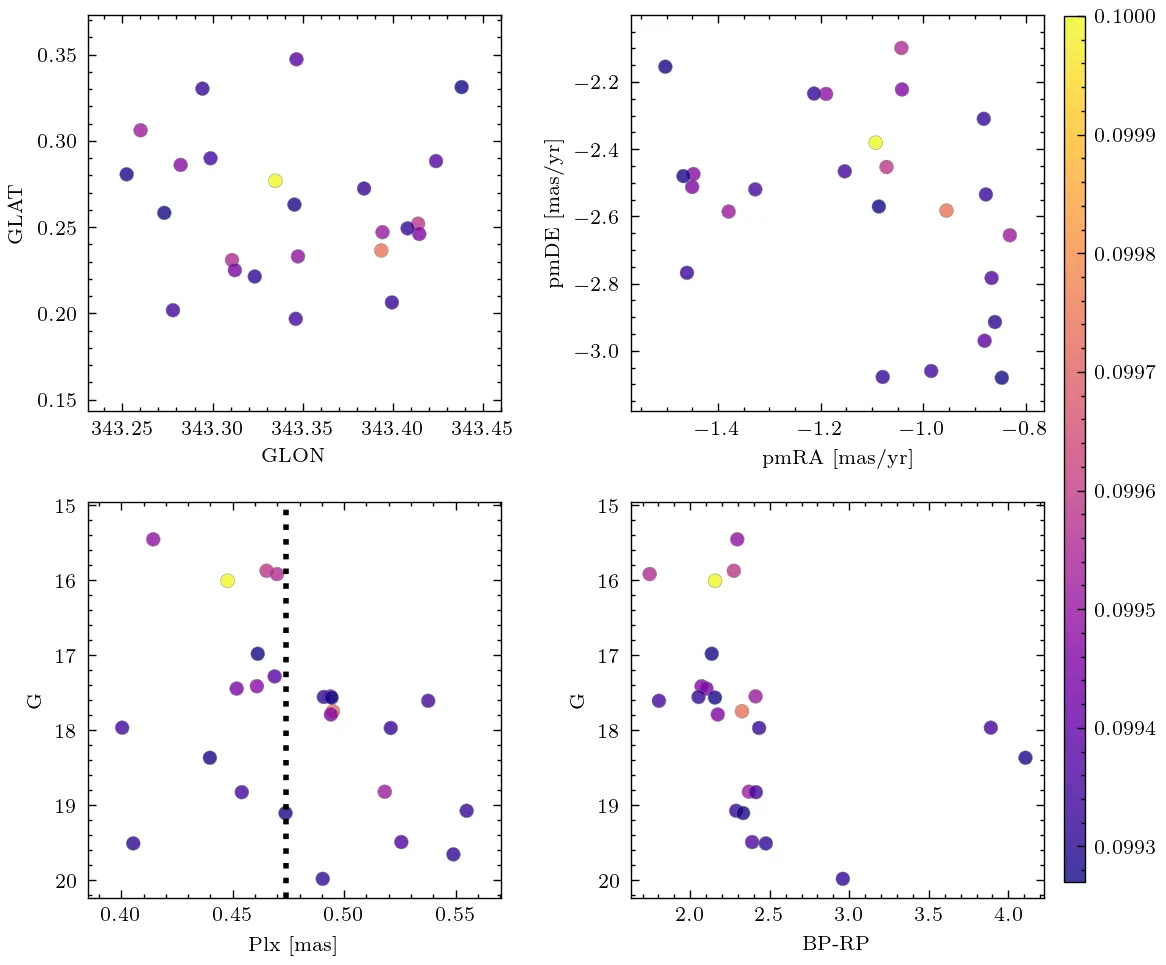 0.35
0.30
0.25
0.20
0.15
GLAT
343.25 343.30 343.35 343.40 343.45
GLON
−2.2
−2.4
−2.6
−2.8
−3.0
pmDE [mas/yr]
−1.4 −1.2 −1.0 −0.8
pmRA [mas/yr]
0.1000
0.0999
0.0998
0.0997
0.0996
0.0995
0.0994
0.0993
15
16
17
18
19
20
G
0.40 0.45 0.50 0.55
Plx [mas]
15
16
17
18
19
20
G
2.0 2.5 3.0 3.5 4.0
BP-RP